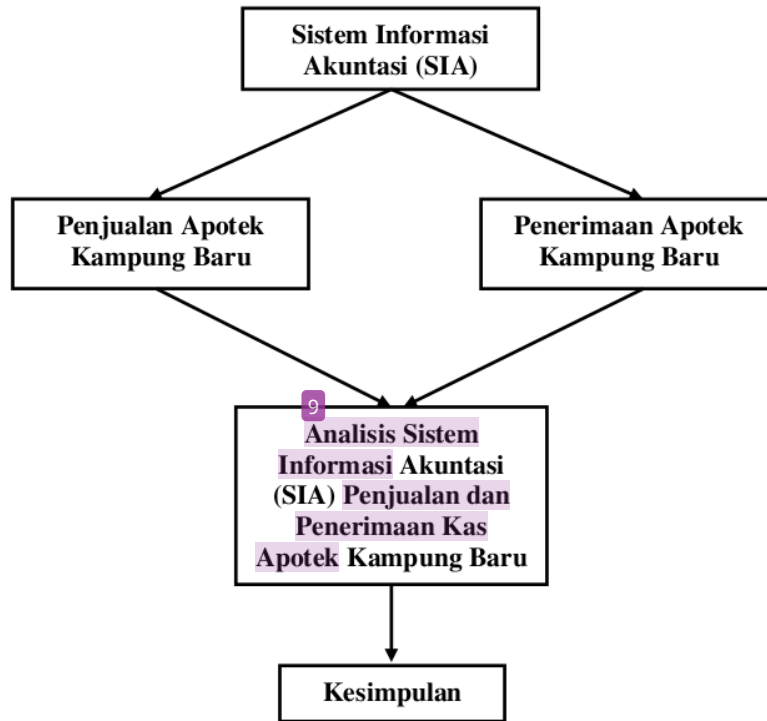 Sistem Informasi
Akuntasi (SIA)
Penjualan Apotek
Kampung Baru
Penerimaan Apotek
Kampung Baru
9
Analisis Sistem
Informasi Akuntasi
(SIA) Penjualan dan
Penerimaan Kas
Apotek Kampung Baru
Kesimpulan